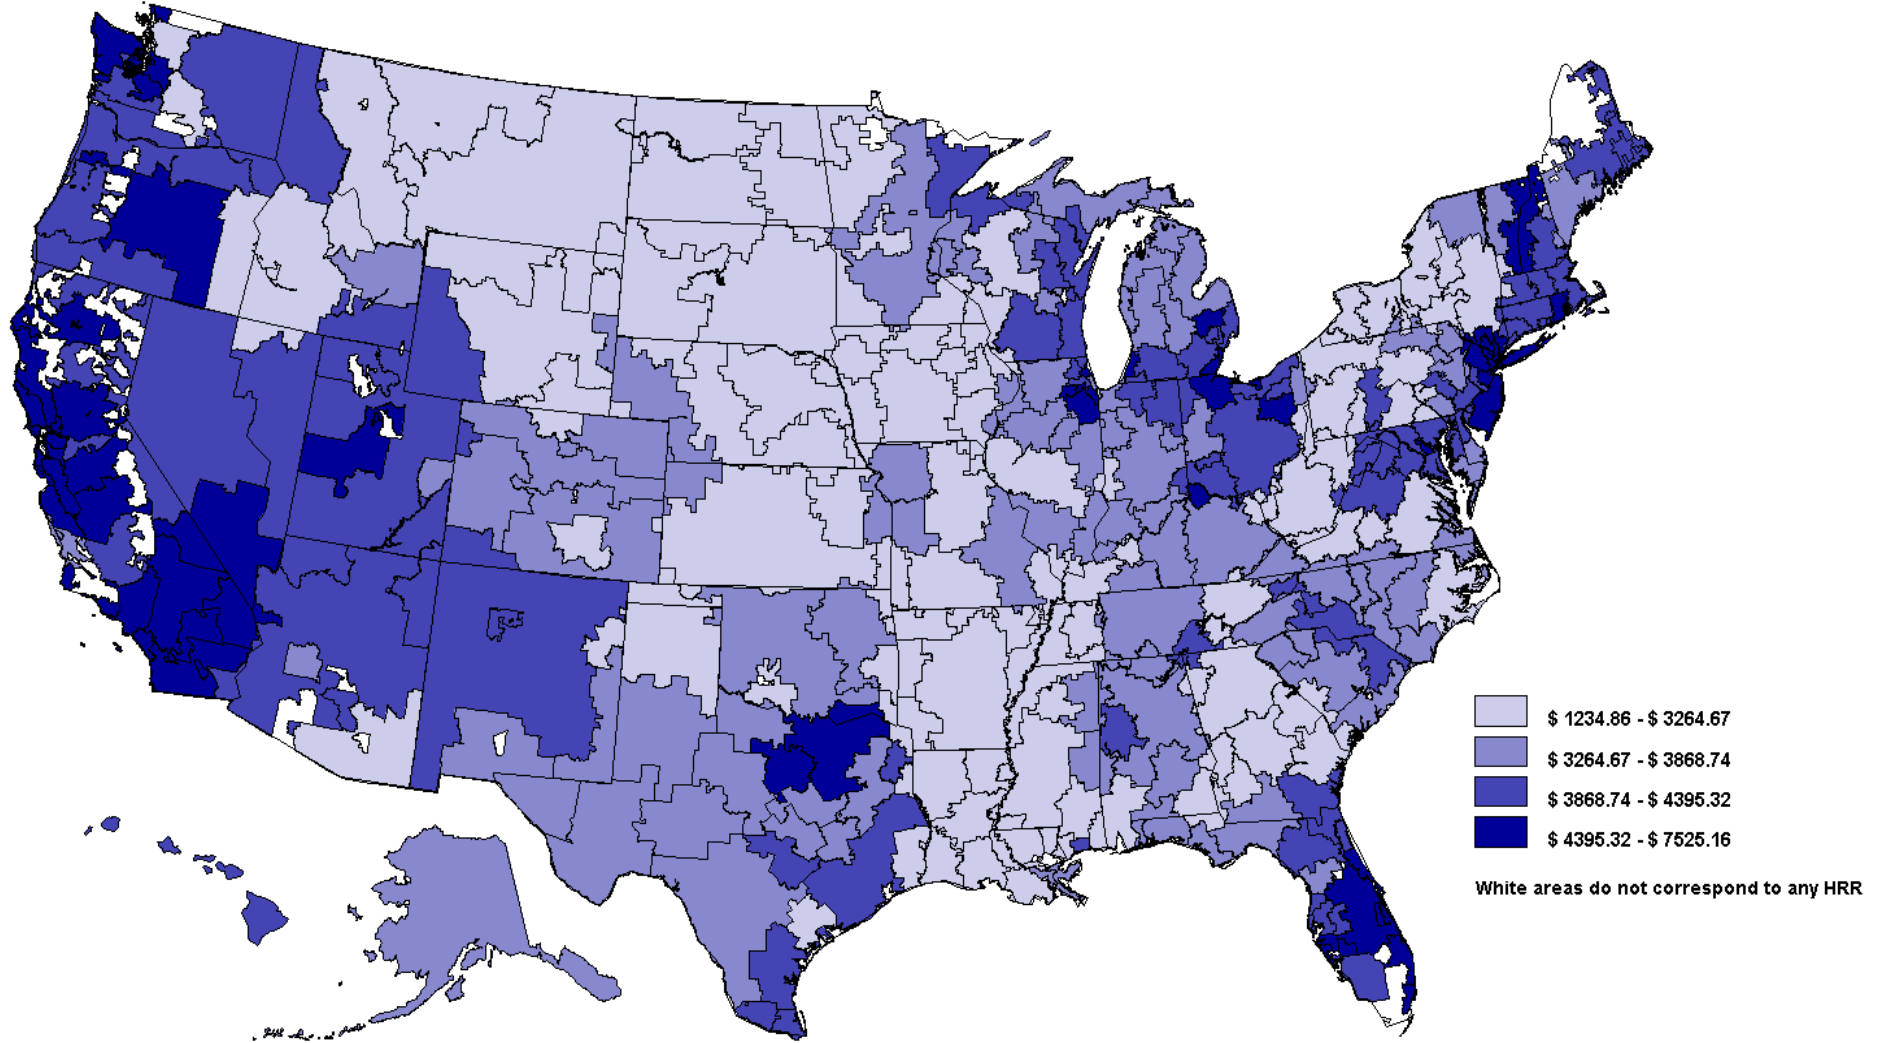 $ 1234.86 - $ 3264.67
$ 3264.67 - $ 3868.74
$ 3868.74 - $ 4395.32
$ 4395.32 - $ 7525.16
White areas do not correspond to any HRR